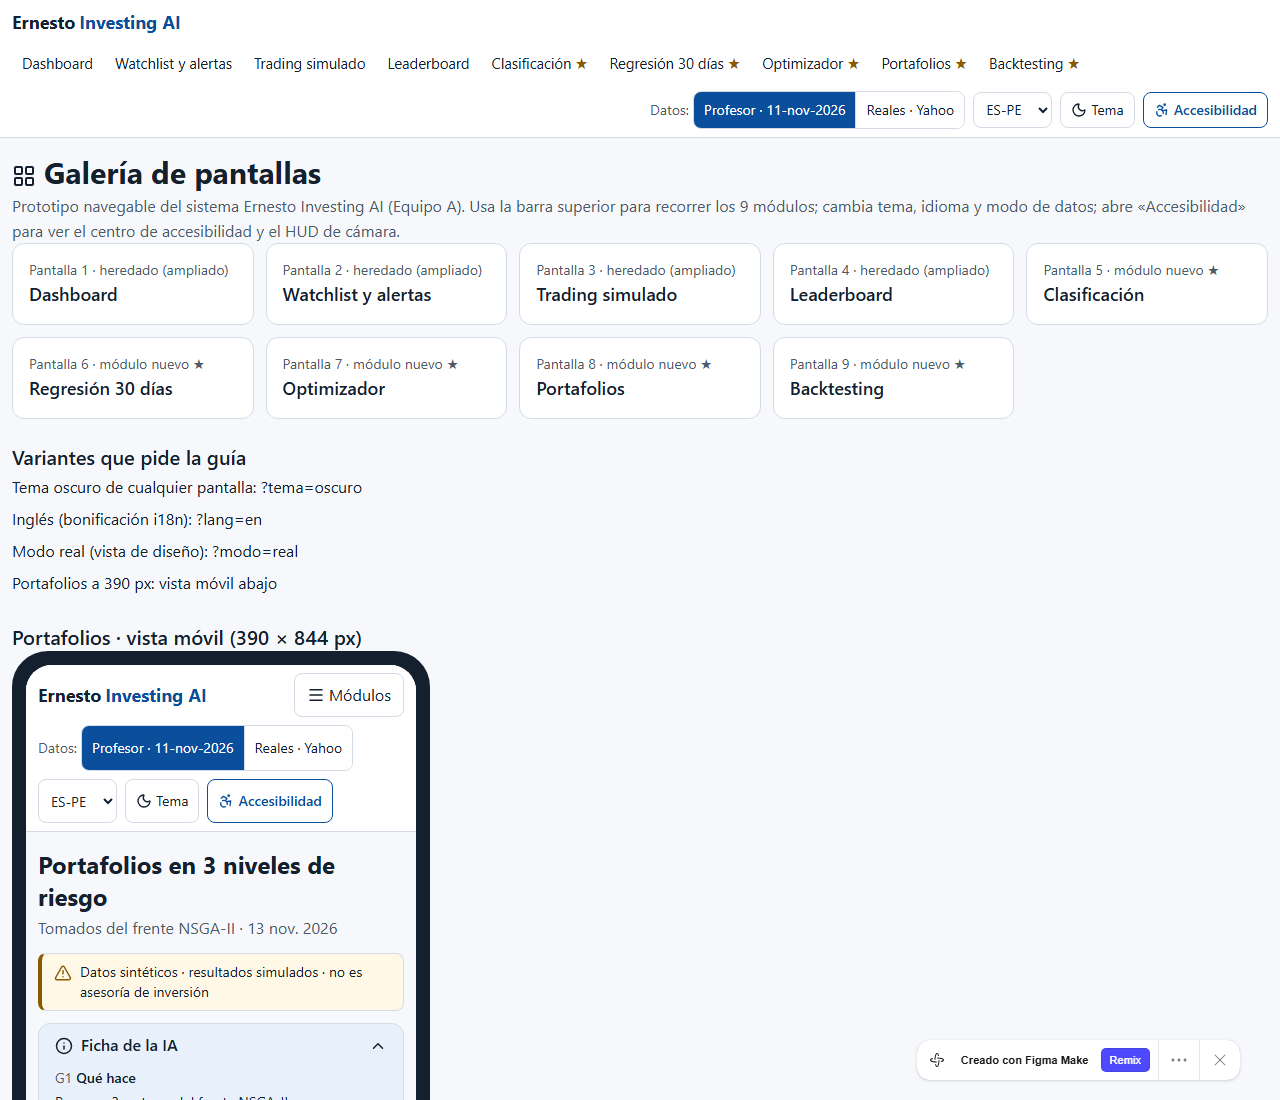 Ernesto Investing AI
Dashboard Watchlist y alertas Trading simulado Leaderboard Clasificación ★ Regresión 30 días ★ Optimizador ★ Portafolios ★ Backtesting ★
Datos: Profesor · 11-nov-2026 Reales · Yahoo ES-PE Tema Accesibilidad
Galería de pantallas
Prototipo navegable del sistema Ernesto Investing AI (Equipo A). Usa la barra superior para recorrer los 9 módulos; cambia tema, idioma y modo de datos; abre «Accesibilidad»
para ver el centro de accesibilidad y el HUD de cámara.
Pantalla 1 · heredado (ampliado)
Dashboard
Pantalla 2 · heredado (ampliado)
Watchlist y alertas
Pantalla 3 · heredado (ampliado)
Trading simulado
Pantalla 4 · heredado (ampliado)
Leaderboard
Pantalla 5 · módulo nuevo ★
Clasificación
Pantalla 6 · módulo nuevo ★
Regresión 30 días
Pantalla 7 · módulo nuevo ★
Optimizador
Pantalla 8 · módulo nuevo ★
Portafolios
Pantalla 9 · módulo nuevo ★
Backtesting
Variantes que pide la guía
Tema oscuro de cualquier pantalla: ?tema=oscuro
Inglés (bonificación i18n): ?lang=en
Modo real (vista de diseño): ?modo=real
Portafolios a 390 px: vista móvil abajo
Portafolios · vista móvil (390 × 844 px)
Ernesto Investing AI Módulos
Datos: Profesor · 11-nov-2026 Reales · Yahoo
ES-PE Tema Accesibilidad
Portafolios en 3 niveles de
riesgo
Tomados del frente NSGA-II · 13 nov. 2026
Datos sintéticos · resultados simulados · no es
asesoría de inversión
Ficha de la IA
G1 Qué hace
Creado con Figma Make Remix